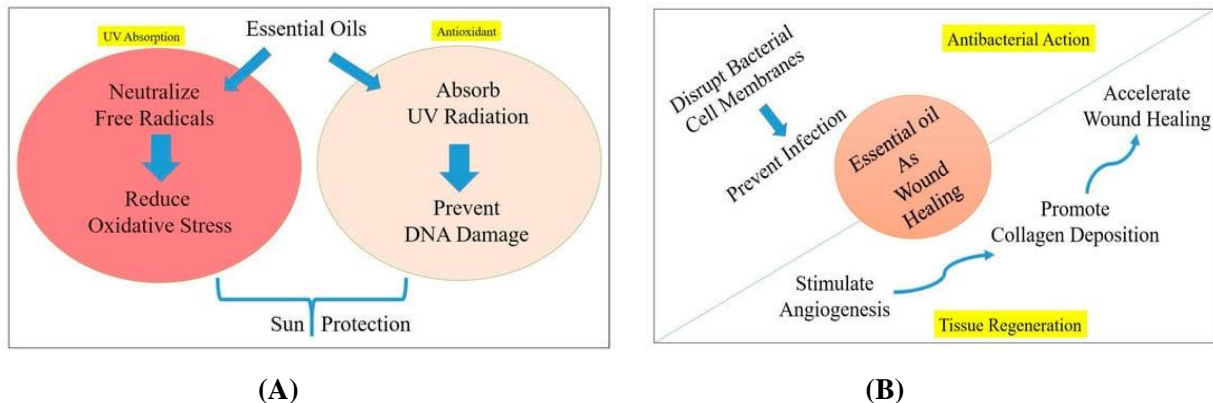 Essential Oils
UV Absorption
Antioxidant
Neutralize
Free Radicals
Reduce
Oxidative Stress
Absorb
UV Radiation
Prevent
DNA Damage
Sun Protection
(A)
Antibacterial Action
Disrupt Bacterial
Cell Membranes
Prevent Infection
Essential oil
As
Wound
Healing
Stimulate
Angiogenesis
Promote
Collagen Deposition
Accelerate
Wound Healing
Tissue Regeneration
(B)